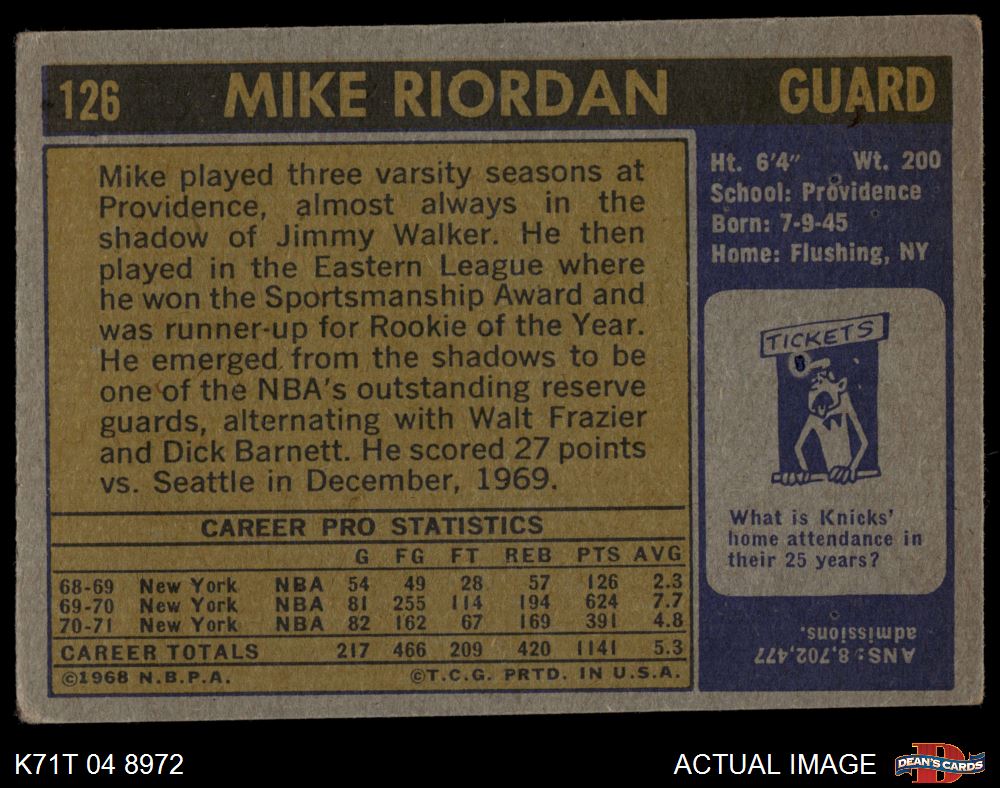 126 MIKE RIORDAN GUARD
Mike played three varsity seasons at
Providence, almost always in the
shadow of Jimmy Walker. He then
played in the Eastern League where
he won the Sportsmanship Award and
was runner-up for Rookie of the Year.
He emerged from the shadows to be
one of the NBA's outstanding reserve
guards, alternating with Walt Frazier
and Dick Barnett. He scored 27 points
vs. Seattle in December, 1969.
CAREER PRO STATISTICS
G FG FT REB PTS AVG
68-69 New York NBA 54 49 28 57 126 2.3
69-70 New York NBA 81 255 114 194 624 7.7
70-71 New York NBA 82 162 67 169 391 4.8
CAREER TOTALS 217 466 209 420 1141 5.3
©1968 N.B.P.A. ©T.C.G. PRTD. IN U.S.A.
Ht. 6'4" Wt. 200
School: Providence
Born: 7-9-45
Home: Flushing, NY
TICKETS
What is Knicks'
home attendance in
their 25 years?
ANS: 8,702,477
admissions.
K71T 04 8972 ACTUAL IMAGE
D
DEAN'S CARDS